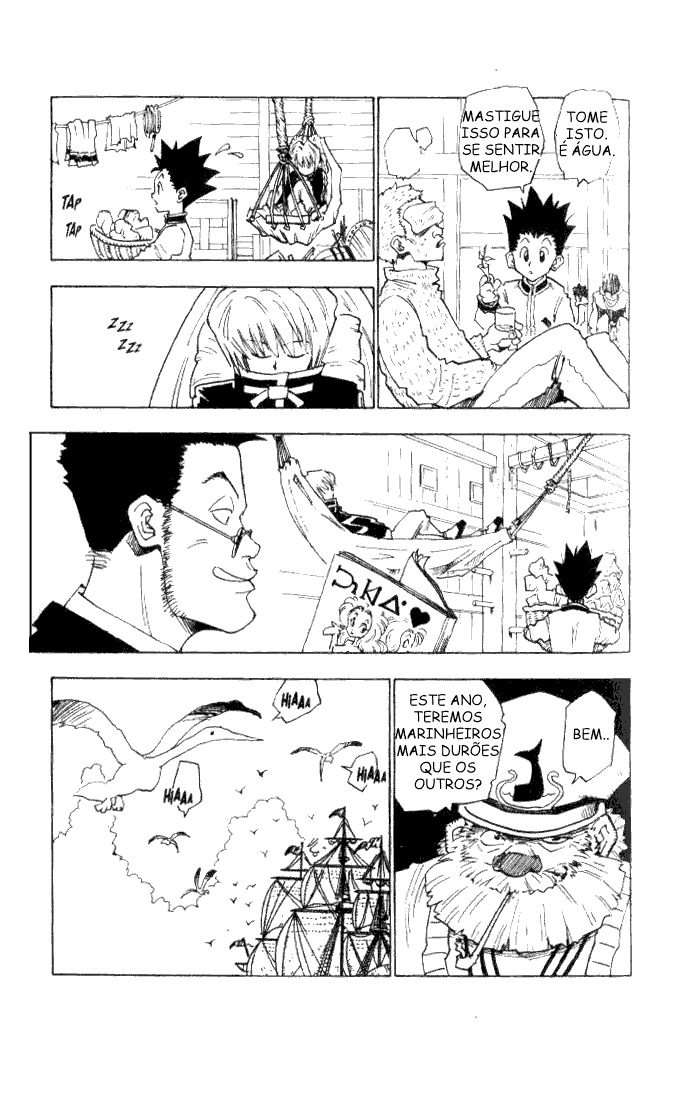 TOME
ISTO.
É ÁGUA.
MASTIGUE
ISSO PARA
SE SENTIR
MELHOR.
TAP
TAP
ZZZ
ZZZ
BEM..
ESTE ANO,
TEREMOS
MARINHEIROS
MAIS DURÕES
QUE OS
OUTROS?
HIAAA
HIAAA
HIAAA